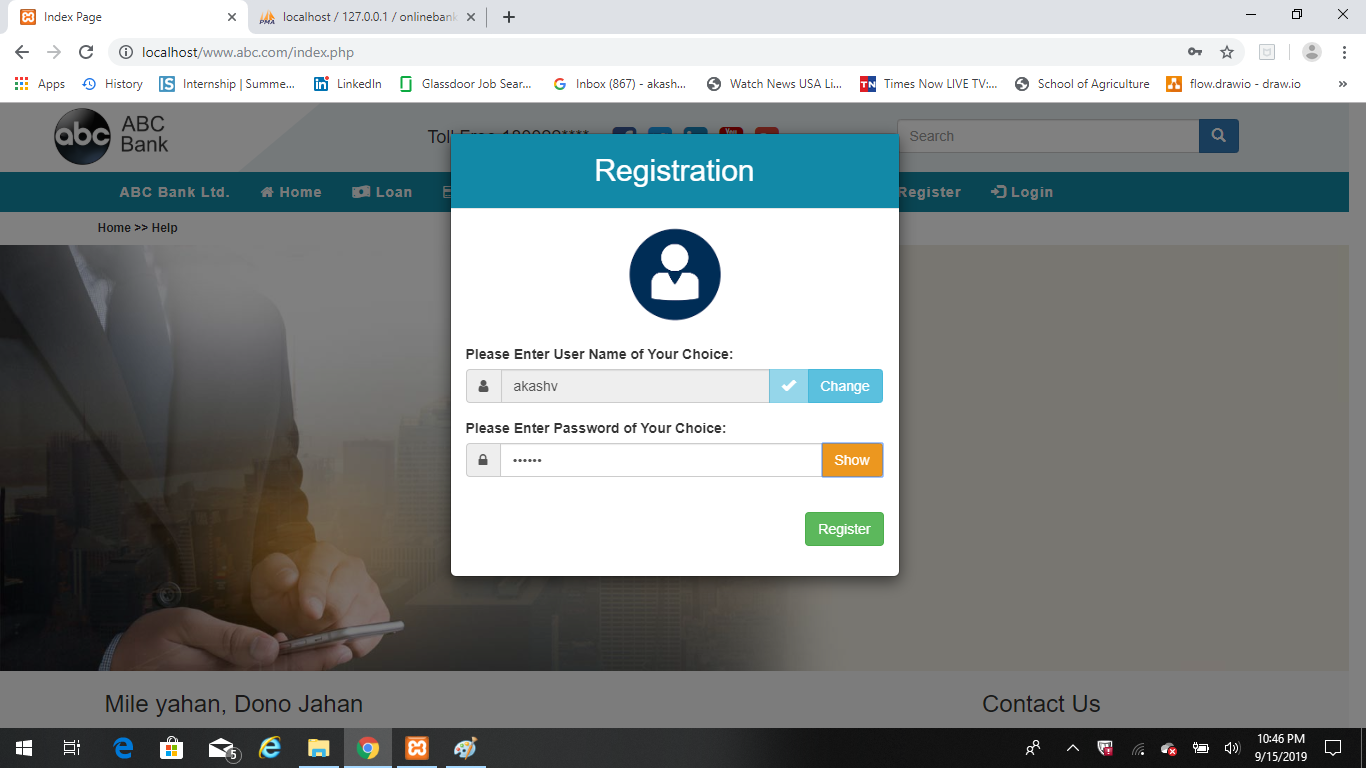 Index Page
localhost / 127.0.0.1 / onlinebank
localhost/www.abc.com/index.php
Apps
History
Internship | Summe...
LinkedIn
Glassdoor Job Sear...
Inbox (867) - akash...
Watch News USA Li...
TN
Times Now LIVE TV:...
School of Agriculture
flow.drawio - draw.io
»
abc
ABC
Bank
Search
Registration
ABC Bank Ltd.
Home
Loan
Register
Login
Home >> Help
Please Enter User Name of Your Choice:
akashv
Change
Please Enter Password of Your Choice:
••••••
Show
Register
Mile yahan, Dono Jahan
Contact Us
5
10:46 PM
9/15/2019